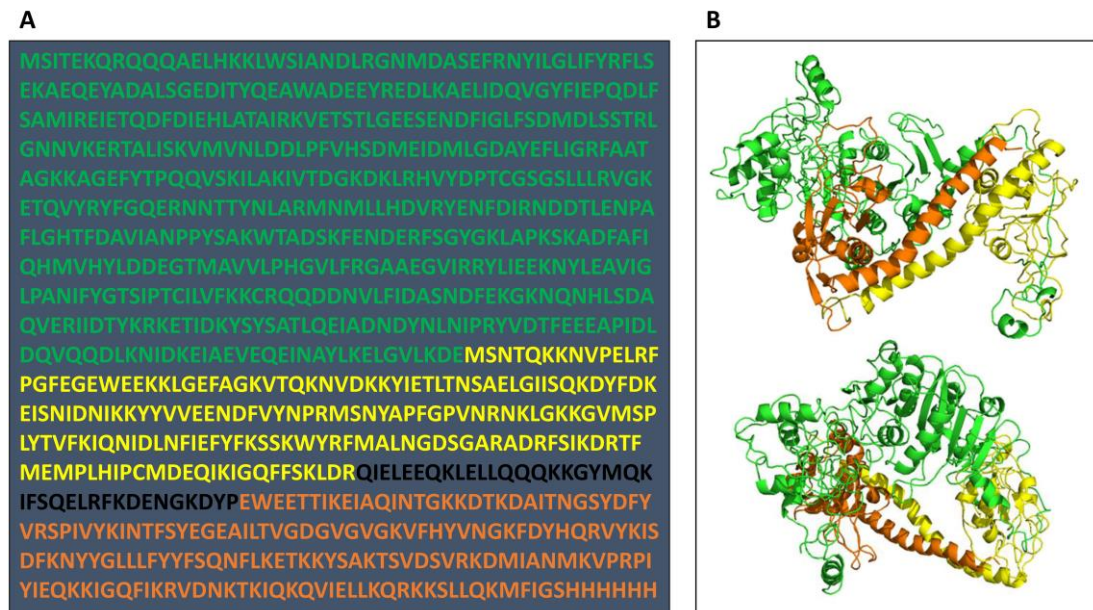 A
B
MSITEKQRQQQAELHKKLWSIANDLRGNMDASEFRNYILGLIFYRFLS
EKAEQEYADALSGEDITYQEAWADEEYREDLKAELIDQVGYFIEPQDLF
SAMIREIETQDFDIEHLATAIRKVETSTLGEESENDFIGLFSDMDLSSTRL
GNNVKERTALISKVMVNLDDLPFVHSDMEIDMLGDAYEFLIGRFAAT
AGKKAGEFYTPQQVSKILAKIVTDGKDKLRHVYDPTCGSGSLLLRVGK
ETQVYRYFGQERNNTTYNLARMNMLLHDVRYENFDIRNDDTLENPA
FLGHTFDAVIANPPYSAKWTADSKFENDERFSGYGKLAPKSKADFAFI
QHMVHYLDDEGTMAVVLPHGVLFRGAAEGVIRRYLIEEKNYLEAVIG
LPANIFYGTSIPTCILVFKKCRQQDDNVLFIDASNDFEKGKNQNHLSDA
QVERIIDTYKRKETIDKYSYSATLQEIADNDYNLNIPRYVDTFEEEAPIDL
DQVQQDLKNIDKEIAEVEQEINAYLKELGVLKDEMSNTQKKNVPELRF
PGFEGEWEEKKLGEFAGKVTQKNVDKKYIETLTNSAELGIISQKDYFDK
EISNIDNIKKYYVVEENDFVYNPRMSNYAPFGPVNRNKLGKKGVMSP
LYTVFKIQNIDLNFIEFYFKSSKWYRFMALNGDSGARADRFSIKDRTF
MEMPLHIPCMDEQIKIGQFFSKLDRQIELEEQKLELLQQQKKGYMQK
IFSQELRFKDENGKDYPEWEETTIKEIAQINTGKKDTKDAITNGSYDFY
VRSPIVYKINTFSYEGEAILTVGDGVGVGKVFHYVNGKFDYHQRVYKIS
DFKNYYGLLLFYYFSQNFLKETKKYSAKTSVDSVRKDMIANMKVPRPI
YIEQKKIGQFIKRVDNKTKIQKQVIELLKQRKKSLLQKMFIGSHHHHHH